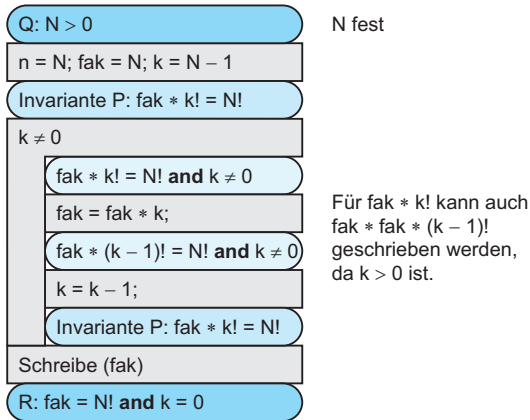 Q: N > 0
N fest
n = N; fak = N; k = N – 1
Invariante P: fak * k! = N!
k ≠ 0
fak * k! = N! and k ≠ 0
fak = fak * k;
fak * (k – 1)! = N! and k ≠ 0
k = k – 1;
Invariante P: fak * k! = N!
Für fak * k! kann auch
fak * fak * (k – 1)!
geschrieben werden,
da k > 0 ist.
Schreibe (fak)
R: fak = N! and k = 0